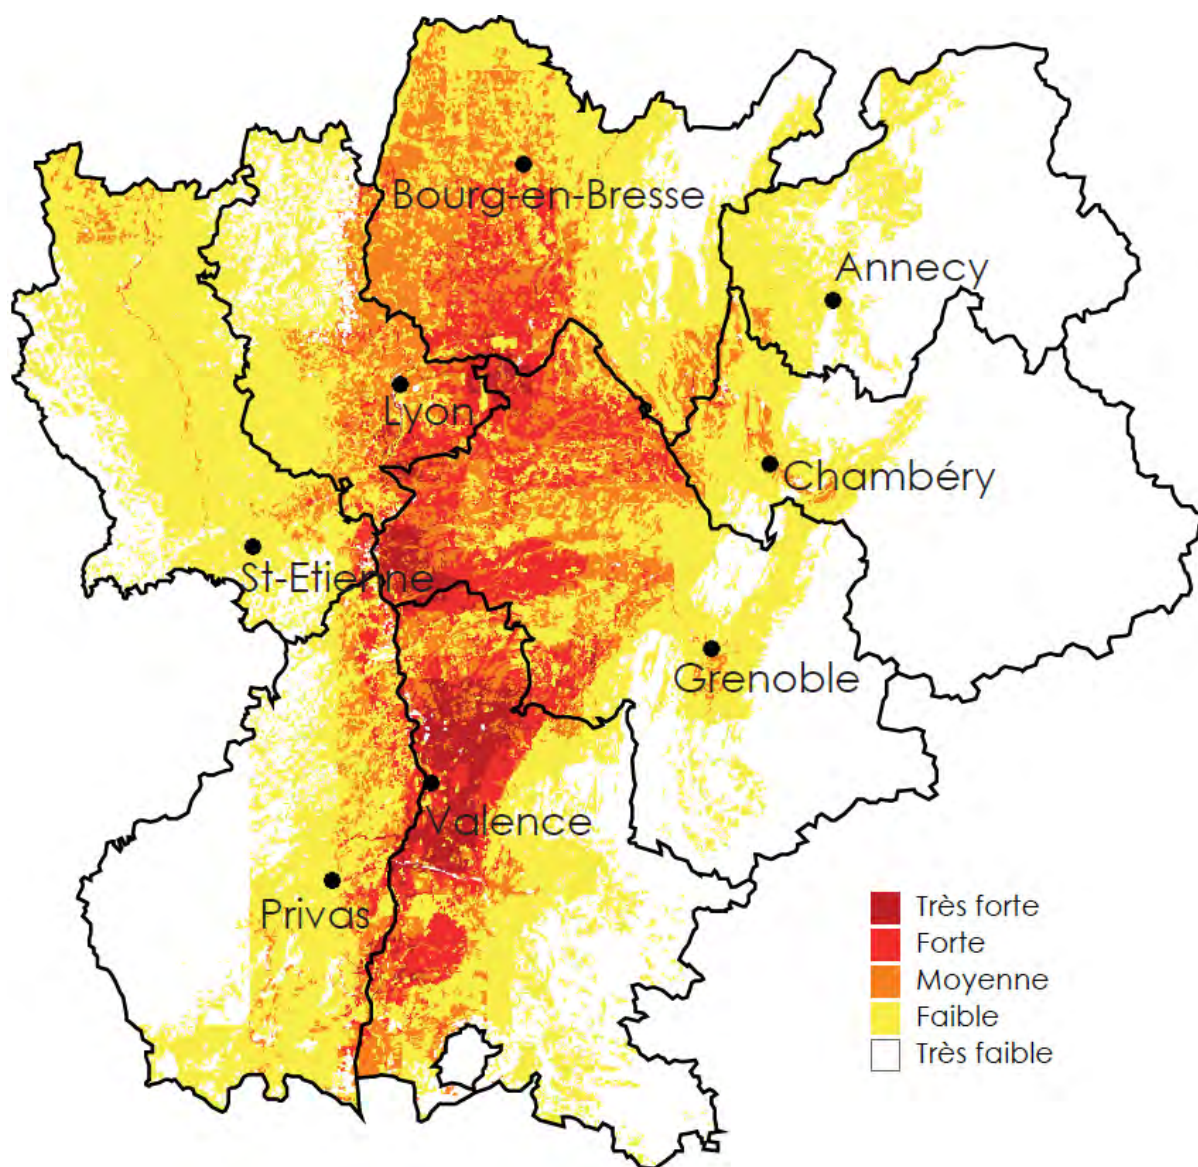 Bourg-en-Bresse
Annecy
Lyon
Chambéry
St-Etienne
Grenoble
Valence
Privas
Très forte
Forte
Moyenne
Faible
Très faible